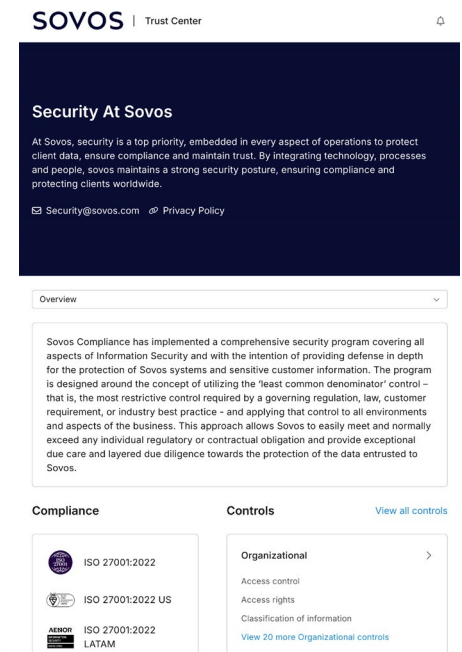 SOVOS | Trust Center
Security At Sovos
At Sovos, security is a top priority, embedded in every aspect of operations to protect
client data, ensure compliance and maintain trust. By integrating technology, processes
and people, sovos maintains a strong security posture, ensuring compliance and
protecting clients worldwide.
Security@sovos.com Privacy Policy
Overview
Sovos Compliance has implemented a comprehensive security program covering all
aspects of Information Security and with the intention of providing defense in depth
for the protection of Sovos systems and sensitive customer information. The program
is designed around the concept of utilizing the ‘least common denominator’ control –
that is, the most restrictive control required by a governing regulation, law, customer
requirement, or industry best practice - and applying that control to all environments
and aspects of the business. This approach allows Sovos to easily meet and normally
exceed any individual regulatory or contractual obligation and provide exceptional
due care and layered due diligence towards the protection of the data entrusted to
Sovos.
Compliance
ISO 27001:2022
ISO 27001:2022 US
AENOR
ISO 27001:2022
LATAM
Controls
View all controls
Organizational
Access control
Access rights
Classification of information
View 20 more Organizational controls